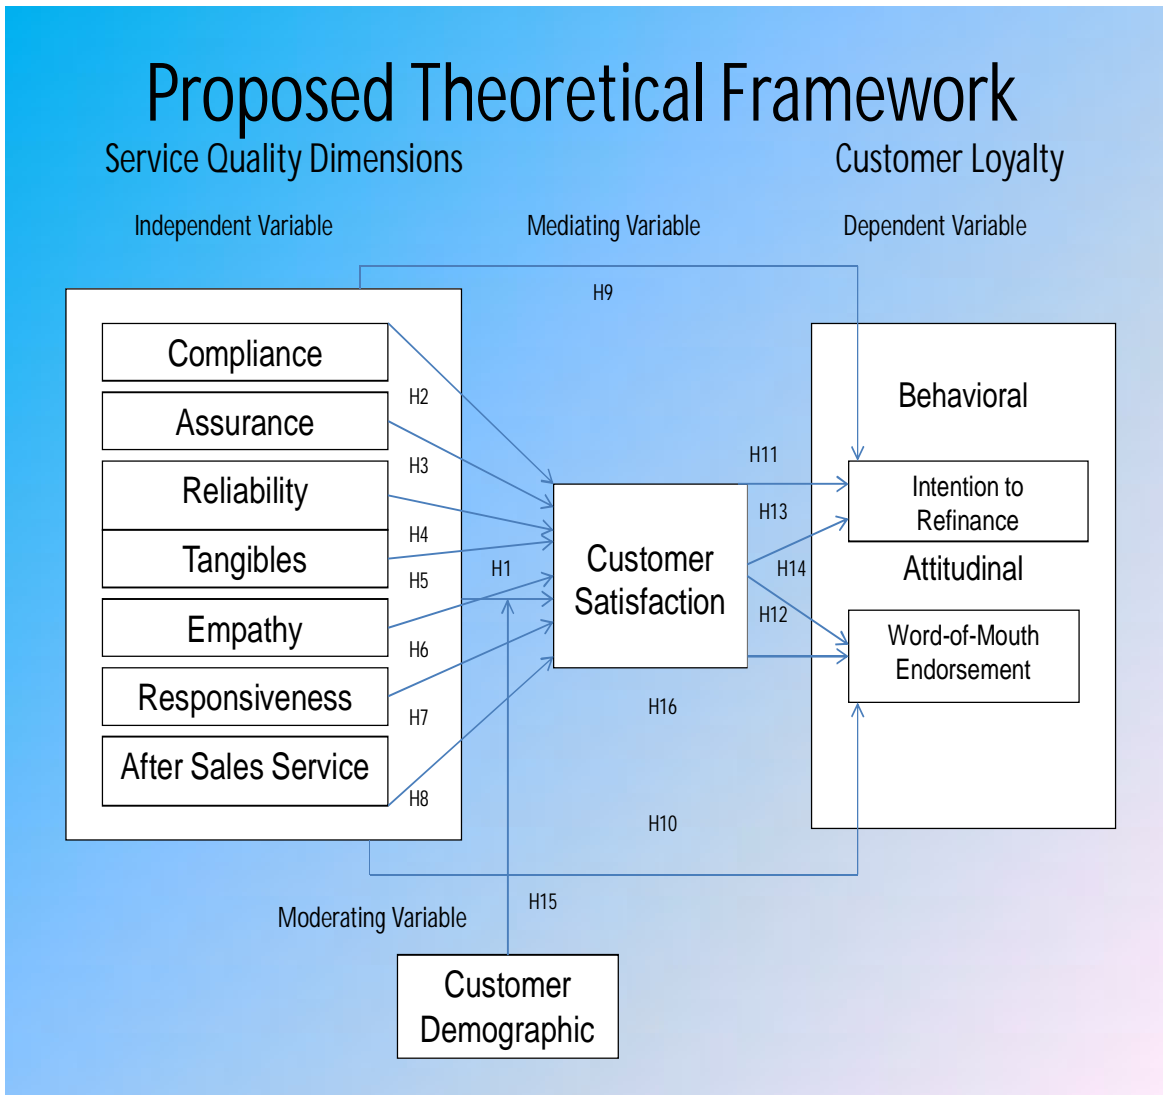 Proposed Theoretical Framework
Service Quality Dimensions
Customer Loyalty
Independent Variable
Mediating Variable
Dependent Variable
H9
Compliance
Assurance
Reliability
Tangibles
Empathy
Responsiveness
After Sales Service
H2
H3
H4
H5
H6
H7
H8
H1
Customer
Satisfaction
H11
H13
H14
H12
H16
H10
Behavioral
Intention to
Refinance
Attitudinal
Word-of-Mouth
Endorsement
H15
Moderating Variable
Customer
Demographic